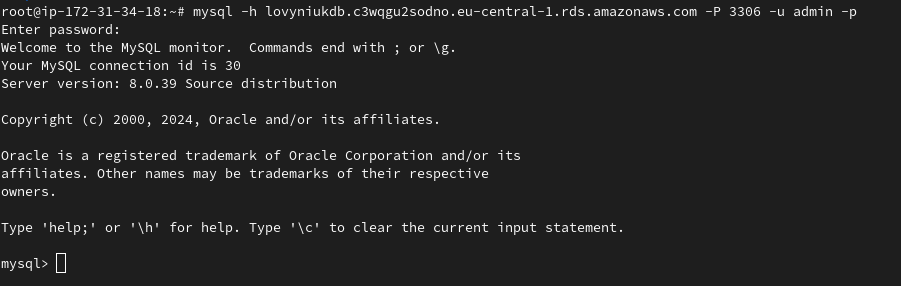 root@ip-172-31-34-18:~# mysql -h lovyniukdb.c3wqgu2sodno.eu-central-1.rds.amazonaws.com -P 3306 -u admin -p
Enter password:
Welcome to the MySQL monitor.  Commands end with ; or \g.
Your MySQL connection id is 30
Server version: 8.0.39 Source distribution
Copyright (c) 2000, 2024, Oracle and/or its affiliates.
Oracle is a registered trademark of Oracle Corporation and/or its
affiliates. Other names may be trademarks of their respective
owners.
Type 'help;' or '\h' for help. Type '\c' to clear the current input statement.
mysql>